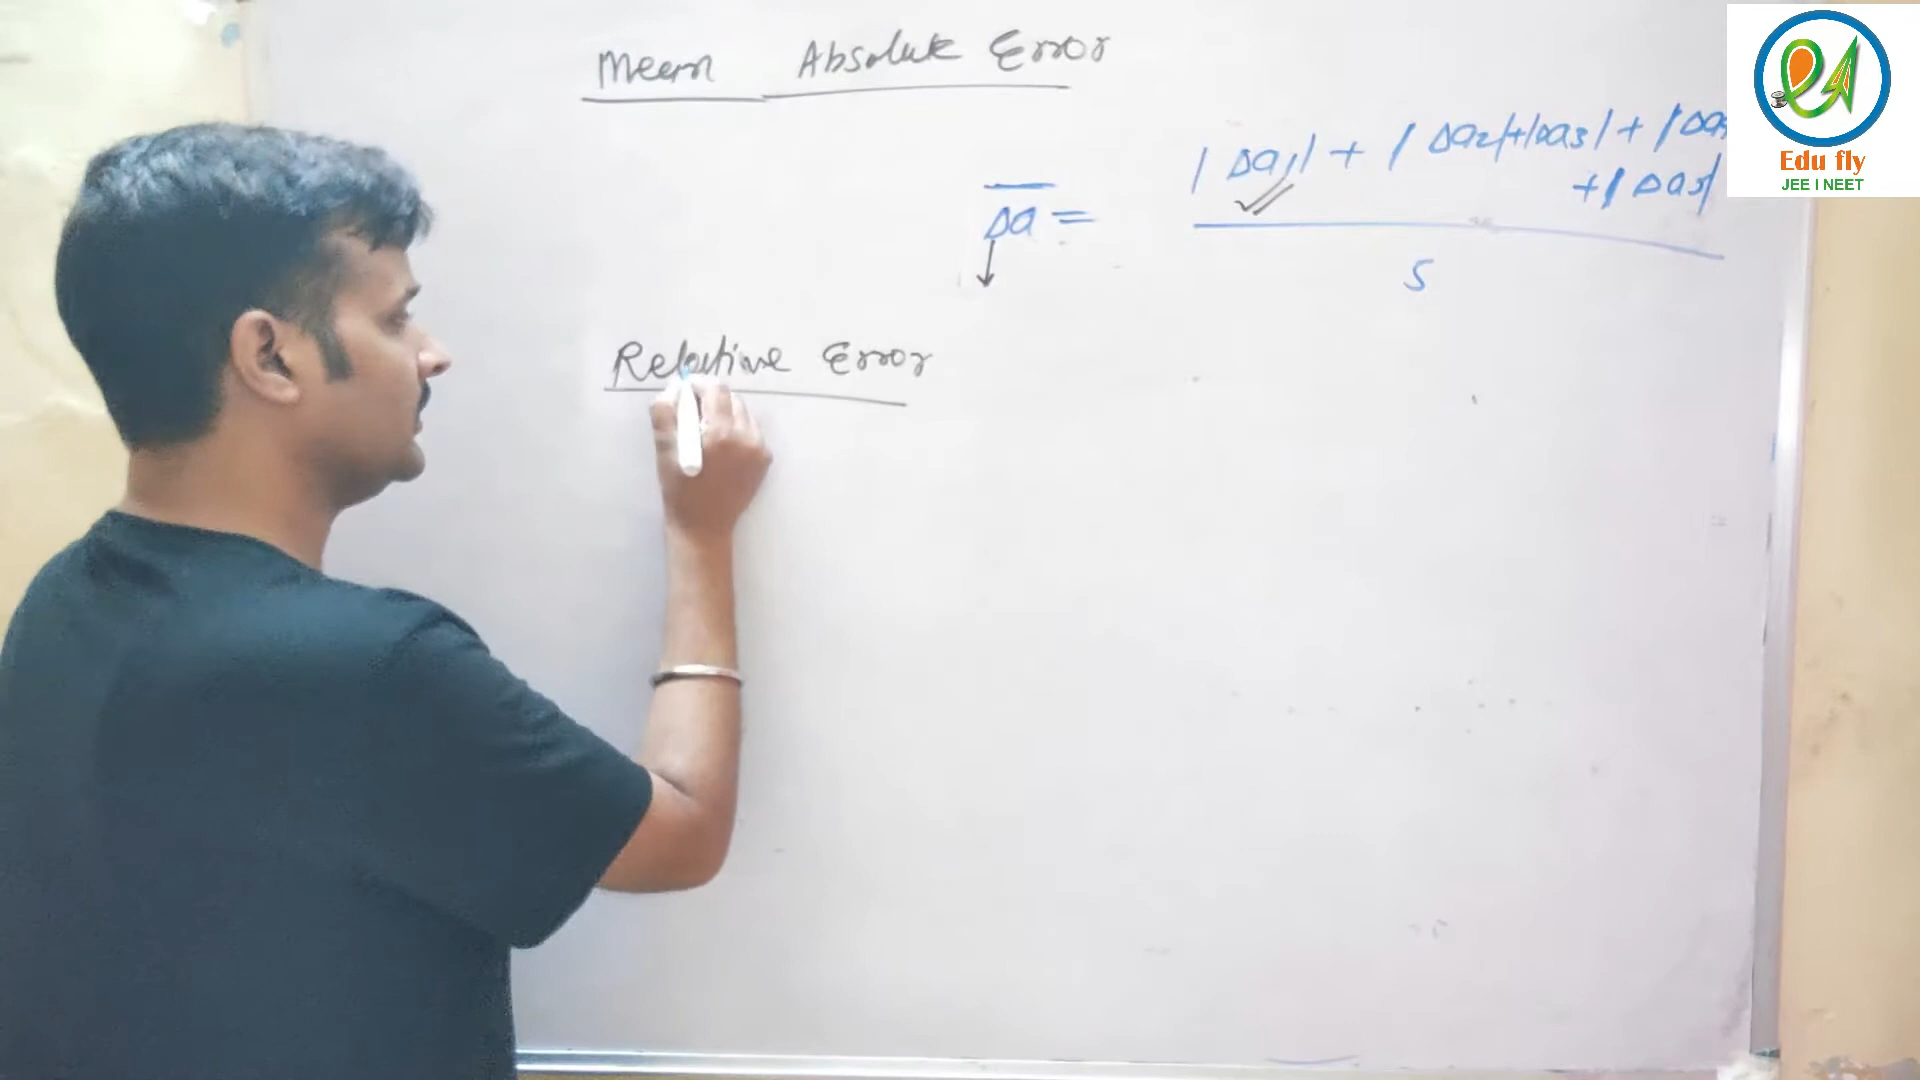 Mean Absolute Error
|Δa1| + |Δa2|+|Δa3| + |Δa
+|Δa5|
Δa =
5
Relative Error
Edu fly
JEE I NEET